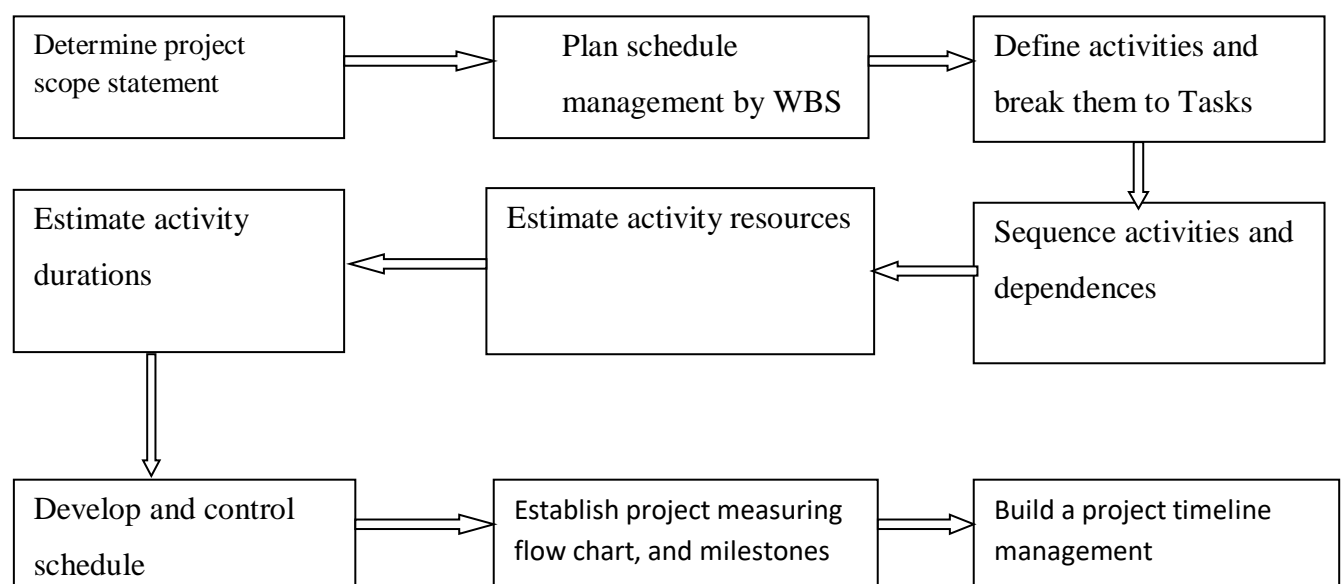 Determine project
scope statement
Plan schedule
management by WBS
Define activities and
break them to Tasks
Sequence activities and
dependences
Estimate activity resources
Estimate activity
durations
Develop and control
schedule
Establish project measuring
flow chart, and milestones
Build a project timeline
management